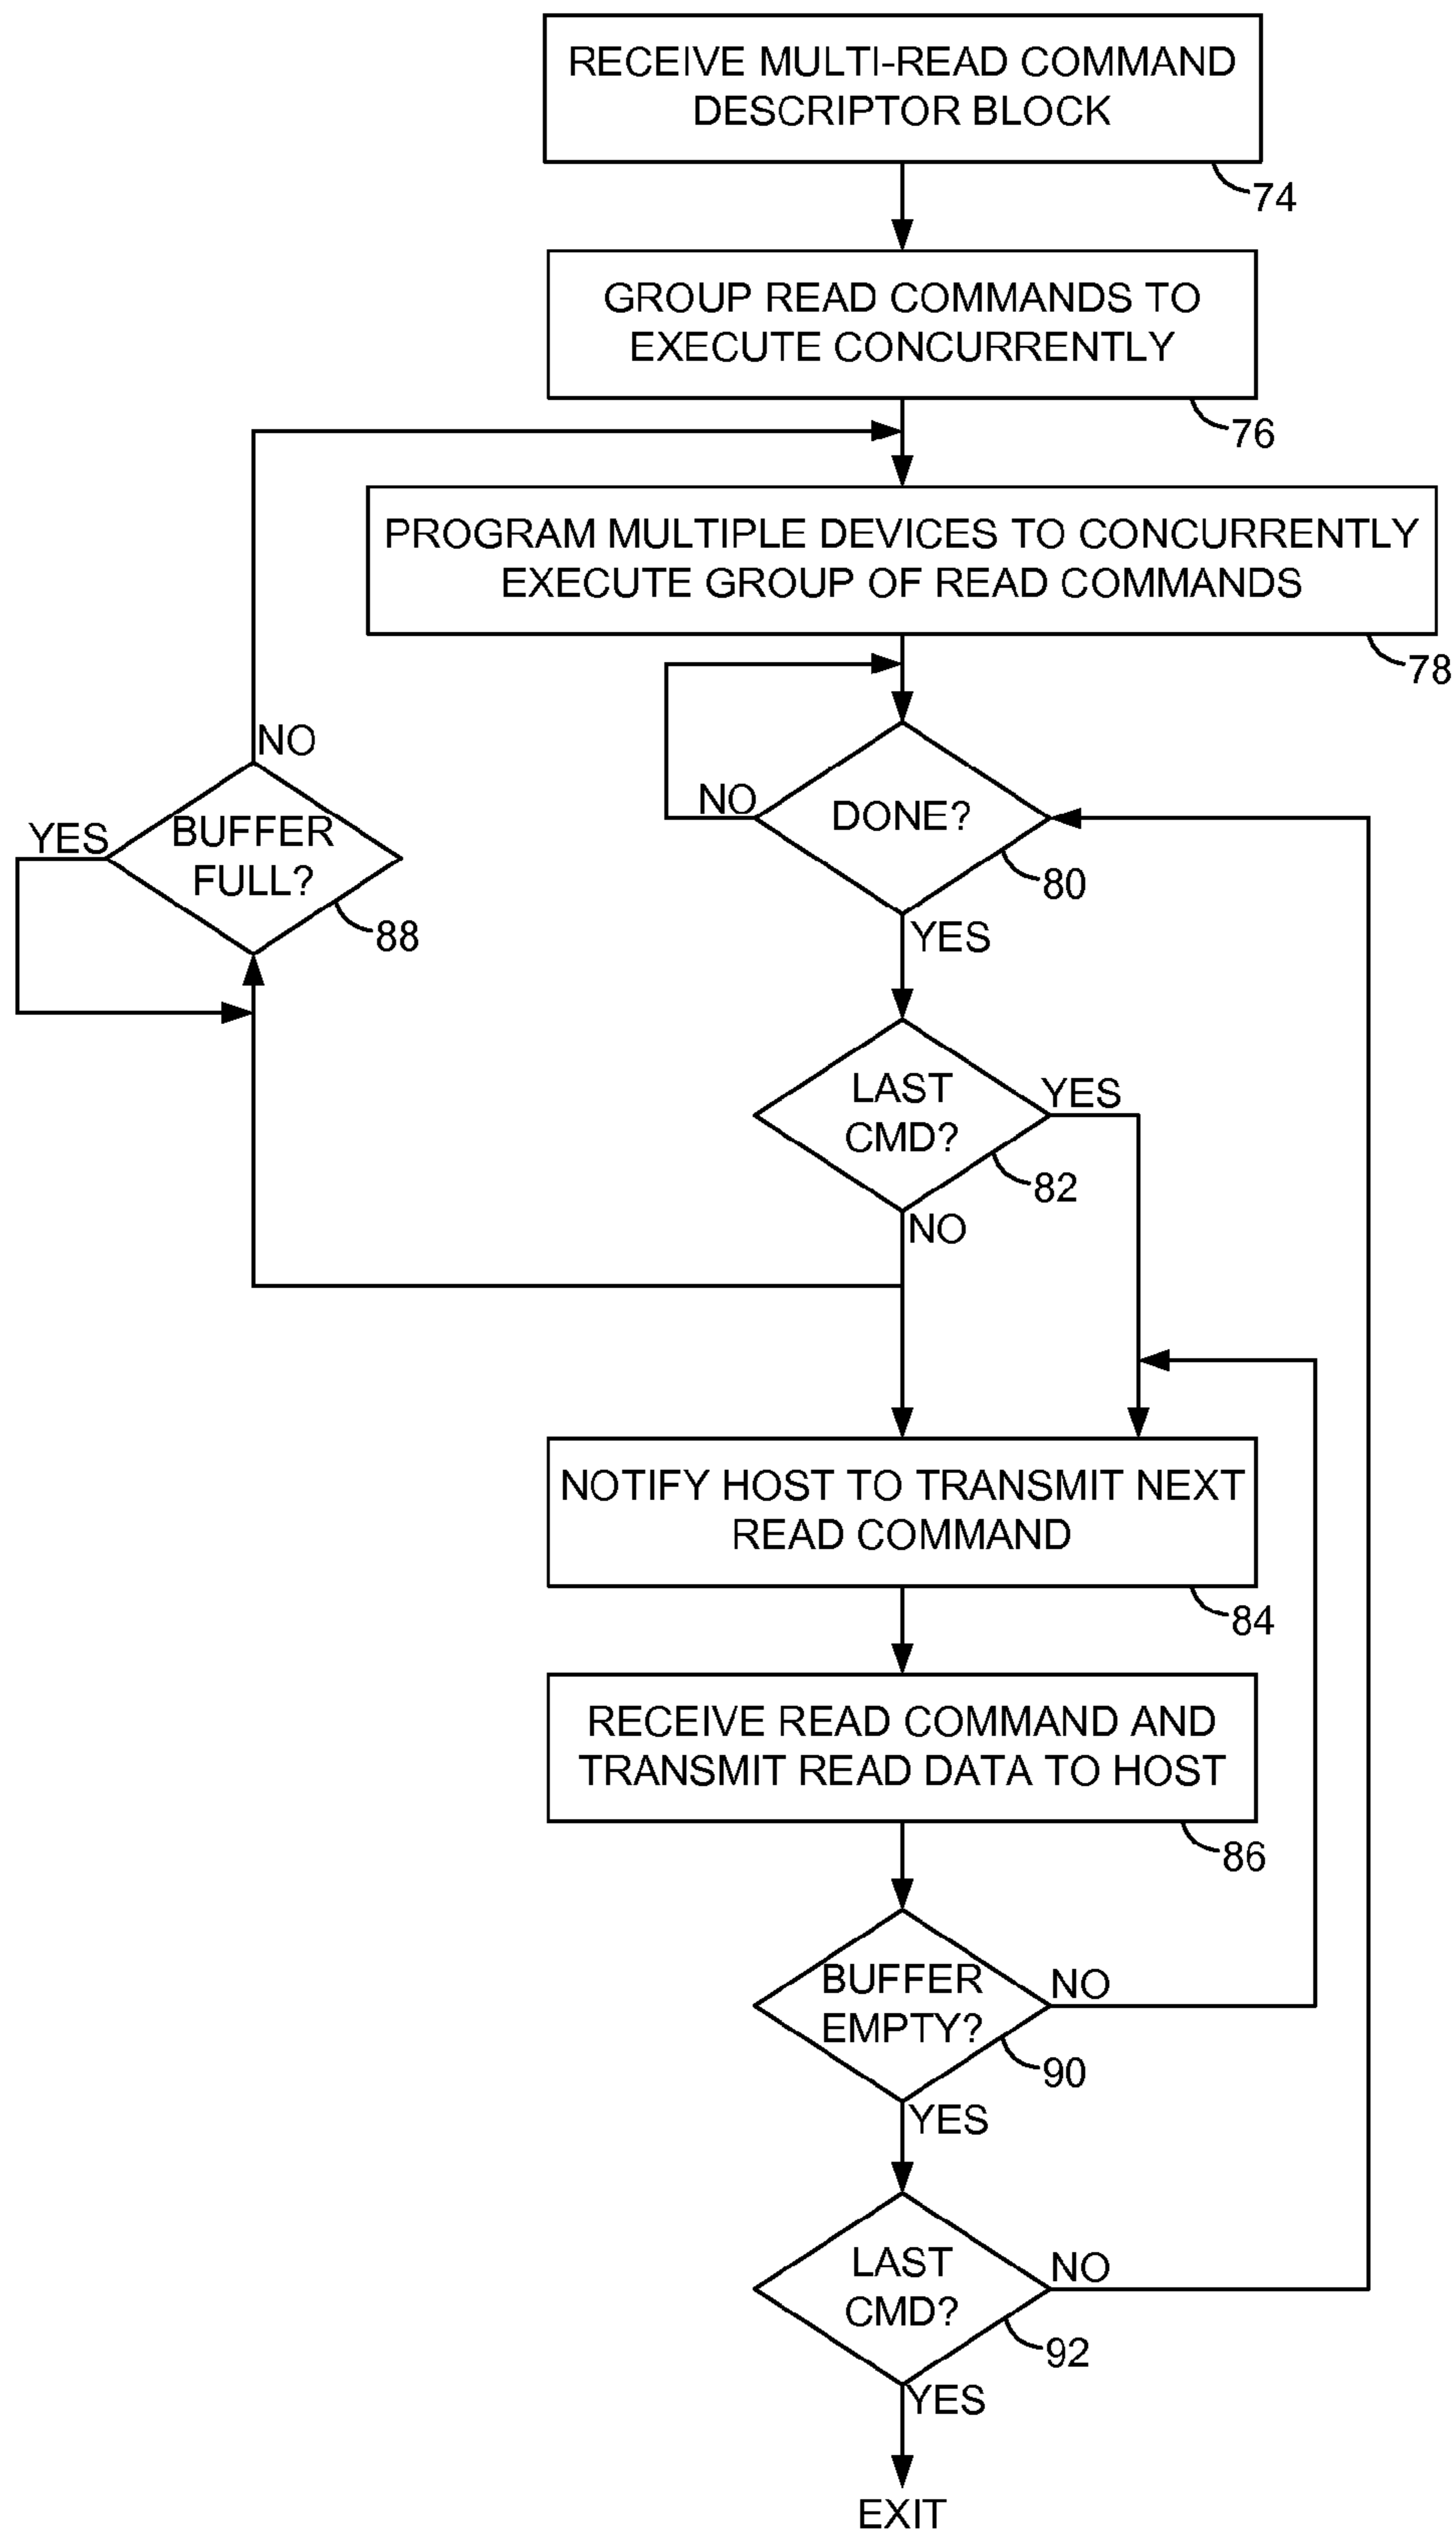 RECEIVE MULTI-READ COMMAND
DESCRIPTOR BLOCK
74
GROUP READ COMMANDS TO
EXECUTE CONCURRENTLY
76
PROGRAM MULTIPLE DEVICES TO CONCURRENTLY
EXECUTE GROUP OF READ COMMANDS
78
NO
BUFFER
FULL?
YES
88
NO
DONE?
80
YES
LAST
CMD?
YES
82
NO
NOTIFY HOST TO TRANSMIT NEXT
READ COMMAND
84
RECEIVE READ COMMAND AND
TRANSMIT READ DATA TO HOST
86
BUFFER
EMPTY?
NO
90
YES
LAST
CMD?
NO
92
YES
EXIT